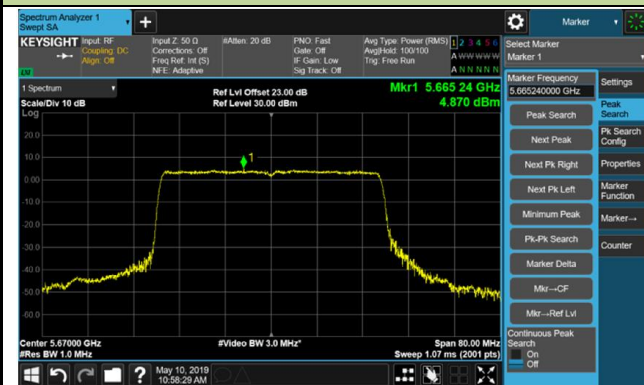 Spectrum Analyzer 1
Swept SA
+
Marker
KEYSIGHT
Input: RF
Coupling: DC
Align: Off
Input Z: 50 Ω
Corrections: Off
Freq Ref: Int (S)
NFE: Adaptive
#Atten: 20 dB
PNO: Fast
Gate: Off
IF Gain: Low
Sig Track: Off
Avg Type: Power (RMS)
Avg|Hold: 100/100
Trig: Free Run
1 2 3 4 5 6
A W W W W W
A N N N N N
Select Marker
Marker 1
1 Spectrum
Scale/Div 10 dB
Log
Ref Lvl Offset 23.00 dB
Ref Level 30.00 dBm
Mkr1 5.665 24 GHz
4.870 dBm
20.0
10.0
0.00
-10.0
-20.0
-30.0
-40.0
-50.0
-60.0
1
Center 5.67000 GHz
#Res BW 1.0 MHz
#Video BW 3.0 MHz*
Span 80.00 MHz
Sweep 1.07 ms (2001 pts)
Marker Frequency
5.665240000 GHz
Peak Search
Next Peak
Next Pk Right
Next Pk Left
Minimum Peak
Pk-Pk Search
Marker Delta
Mkr→CF
Mkr→Ref Lvl
Continuous Peak
Search
On
Off
Settings
Peak
Search
Pk Search
Config
Properties
Marker
Function
Marker→
Counter
?
May 10, 2019
10:58:29 AM